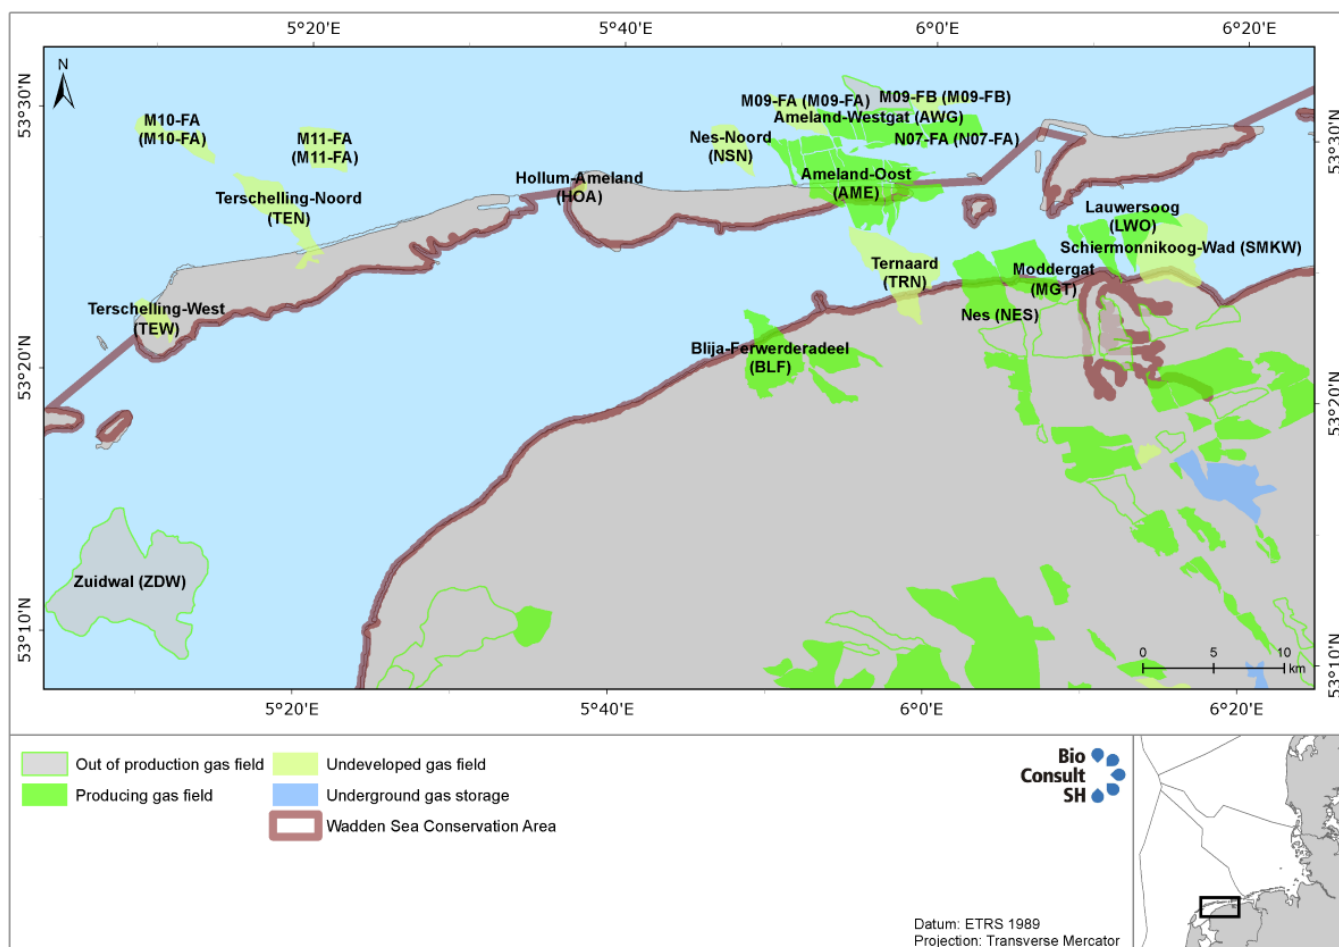 5°20'E
5°40'E
6°0'E
6°20'E
N
53°30'N
53°30'N
M10-FA
(M10-FA)
M11-FA
(M11-FA)
M09-FA (M09-FA)
M09-FB (M09-FB)
Ameland-Westgat (AWG)
N07-FA (N07-FA)
Nes-Noord
(NSN)
Hollum-Ameland
(HOA)
Ameland-Oost
(AME)
Terschelling-Noord
(TEN)
Lauwersoog
(LWO)
Schiermonnikoog-Wad (SMKW)
Ternaard
(TRN)
Moddergat
(MGT)
Nes (NES)
Terschelling-West
(TEW)
Blija-Ferwerderadeel
(BLF)
53°20'N
53°20'N
Zuidwal (ZDW)
53°10'N
53°10'N
0 5 10
km
5°20'E
5°40'E
6°0'E
6°20'E
Out of production gas field
Producing gas field
Undeveloped gas field
Underground gas storage
Wadden Sea Conservation Area
Bio
Consult
SH
Datum: ETRS 1989
Projection: Transverse Mercator